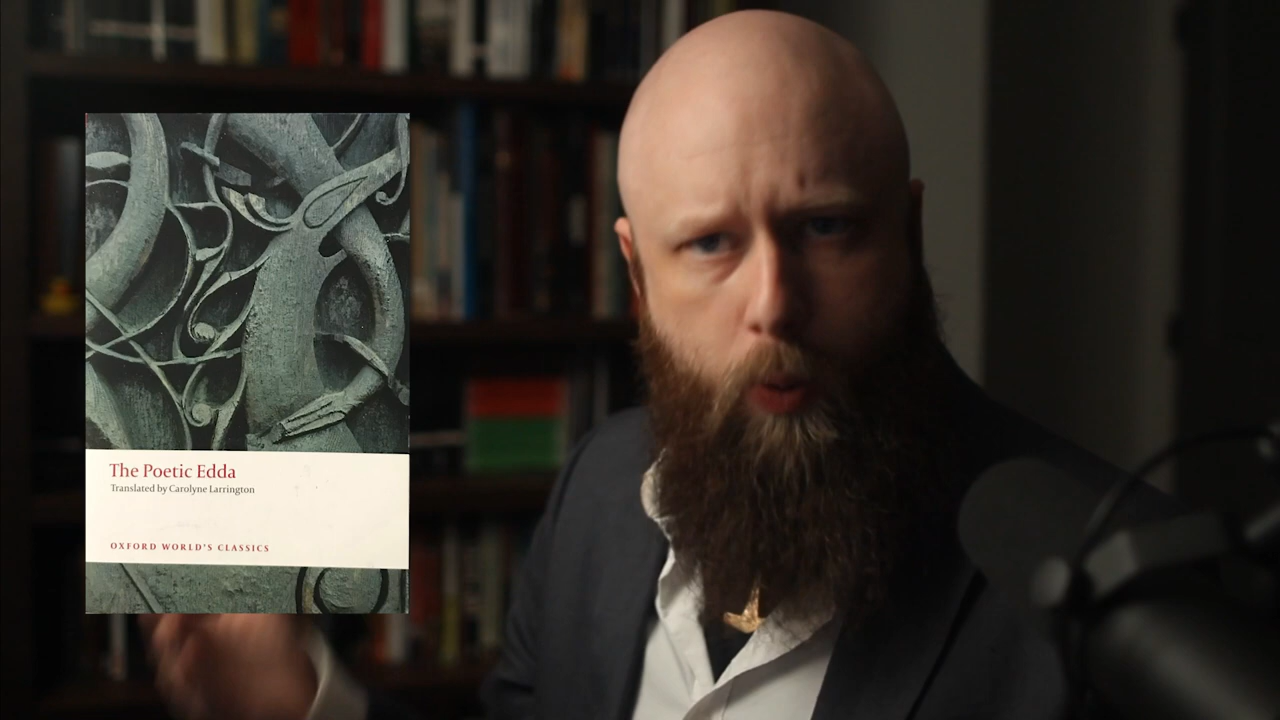 The Poetic Edda
Translated by Carolyne Larrington
OXFORD WORLD'S CLASSICS